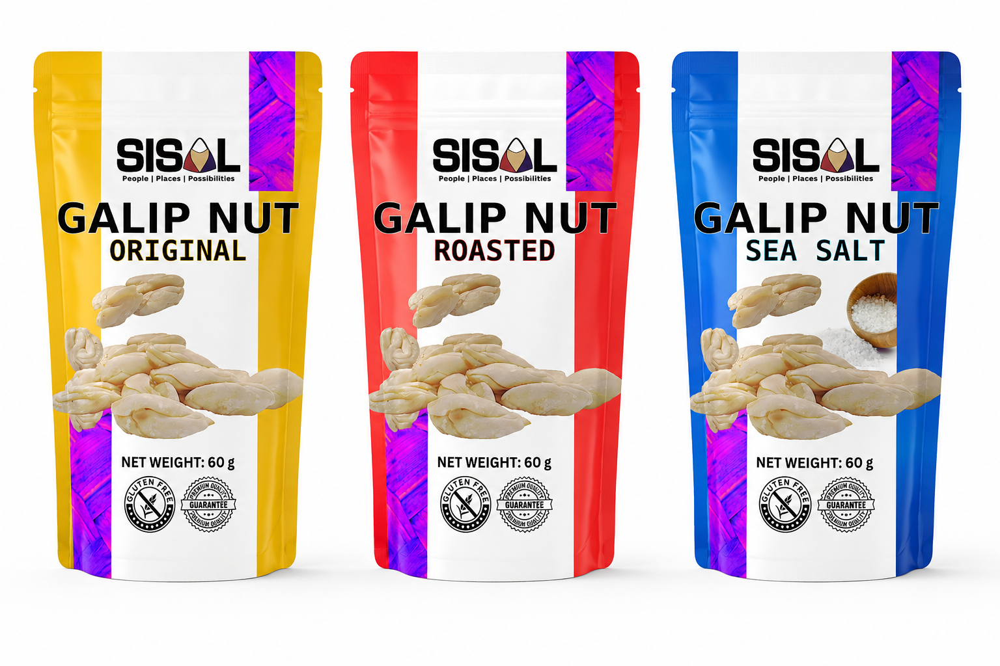 SISAL
People | Places | Possibilities
GALIP NUT
ORIGINAL
NET WEIGHT: 60 g
GLUTEN FREE
PREMIUM QUALITY
GUARANTEE
PREMIUM QUALITY
SISAL
People | Places | Possibilities
GALIP NUT
ROASTED
NET WEIGHT: 60 g
GLUTEN FREE
PREMIUM QUALITY
GUARANTEE
PREMIUM QUALITY
SISAL
People | Places | Possibilities
GALIP NUT
SEA SALT
NET WEIGHT: 60 g
GLUTEN FREE
PREMIUM QUALITY
GUARANTEE
PREMIUM QUALITY